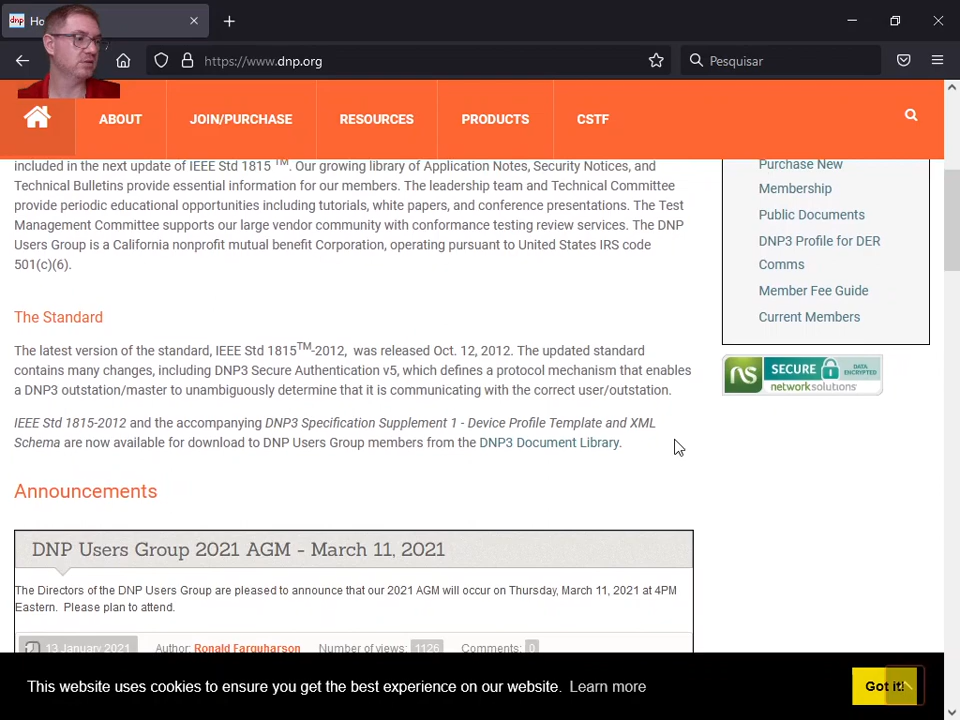 dnp
Ho
https://www.dnp.org
Pesquisar
ABOUT
JOIN/PURCHASE
RESOURCES
PRODUCTS
CSTF
included in the next update of IEEE Std 1815 TM. Our growing library of Application Notes, Security Notices, and
Technical Bulletins provide essential information for our members. The leadership team and Technical Committee
provide periodic educational opportunities including tutorials, white papers, and conference presentations. The Test
Management Committee supports our large vendor community with conformance testing review services. The DNP
Users Group is a California nonprofit mutual benefit Corporation, operating pursuant to United States IRS code
501(c)(6).
The Standard
The latest version of the standard, IEEE Std 1815TM-2012, was released Oct. 12, 2012. The updated standard
contains many changes, including DNP3 Secure Authentication v5, which defines a protocol mechanism that enables
a DNP3 outstation/master to unambiguously determine that it is communicating with the correct user/outstation.
IEEE Std 1815-2012 and the accompanying DNP3 Specification Supplement 1 - Device Profile Template and XML
Schema are now available for download to DNP Users Group members from the DNP3 Document Library.
Announcements
DNP Users Group 2021 AGM - March 11, 2021
The Directors of the DNP Users Group are pleased to announce that our 2021 AGM will occur on Thursday, March 11, 2021 at 4PM
Eastern. Please plan to attend.
13 January 2021 Author: Ronald Farquharson Number of views: 1126 Comments: 0
Purchase New
Membership
Public Documents
DNP3 Profile for DER
Comms
Member Fee Guide
Current Members
ns SECURE DATA ENCRYPTED
networksolutions
This website uses cookies to ensure you get the best experience on our website. Learn more
Got it!